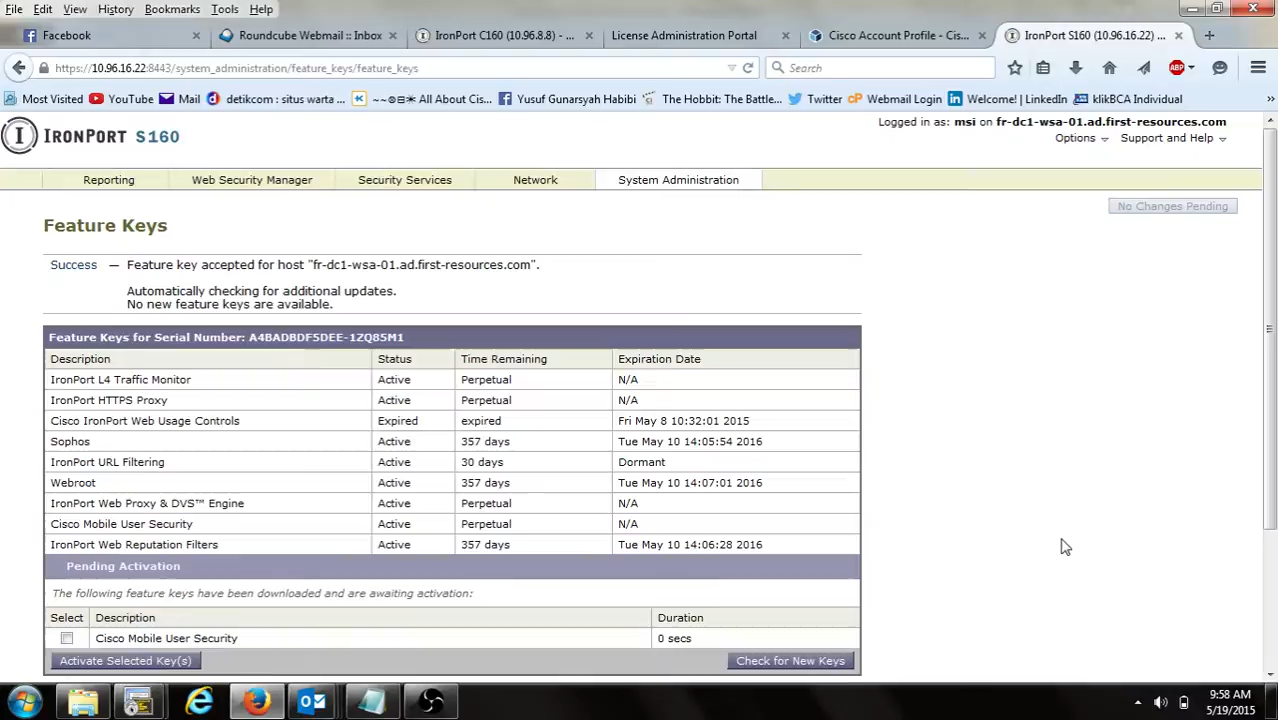 File Edit View History Bookmarks Tools Help
Facebook
Roundcube Webmail :: Inbox
IronPort C160 (10.96.8.8) - ...
License Administration Portal
Cisco Account Profile - Cis...
IronPort S160 (10.96.16.22) ...
https://10.96.16.22:8443/system_administration/feature_keys/feature_keys
Search
ABP
Most Visited YouTube Mail detikcom : situs warta ... ~~⊙⊟☀ All About Cis... Yusuf Gunarsyah Habibi The Hobbit: The Battle... Twitter Webmail Login Welcome! | LinkedIn klikBCA Individual
IRONPORT S160
Logged in as: msi on fr-dc1-wsa-01.ad.first-resources.com
Options Support and Help
Reporting Web Security Manager Security Services Network System Administration
No Changes Pending
Feature Keys
Success — Feature key accepted for host "fr-dc1-wsa-01.ad.first-resources.com".
Automatically checking for additional updates.
No new feature keys are available.
Feature Keys for Serial Number: A4BADBDF5DEE-1ZQ85M1
Description Status Time Remaining Expiration Date
IronPort L4 Traffic Monitor Active Perpetual N/A
IronPort HTTPS Proxy Active Perpetual N/A
Cisco IronPort Web Usage Controls Expired expired Fri May 8 10:32:01 2015
Sophos Active 357 days Tue May 10 14:05:54 2016
IronPort URL Filtering Active 30 days Dormant
Webroot Active 357 days Tue May 10 14:07:01 2016
IronPort Web Proxy & DVS™ Engine Active Perpetual N/A
Cisco Mobile User Security Active Perpetual N/A
IronPort Web Reputation Filters Active 357 days Tue May 10 14:06:28 2016
Pending Activation
The following feature keys have been downloaded and are awaiting activation:
Select Description Duration
Cisco Mobile User Security 0 secs
Activate Selected Key(s) Check for New Keys
9:58 AM
5/19/2015